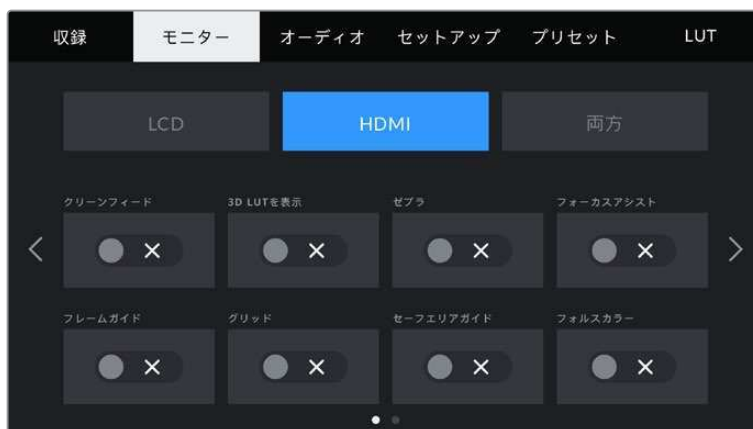 収録 モニター オーディオ セットアップ プリセット LUT
LCD HDMI 両方
クリーンフィード 3D LUTを表示 ゼブラ フォーカスアシスト
フレームガイド グリッド セーフエリアガイド フォルスカラー